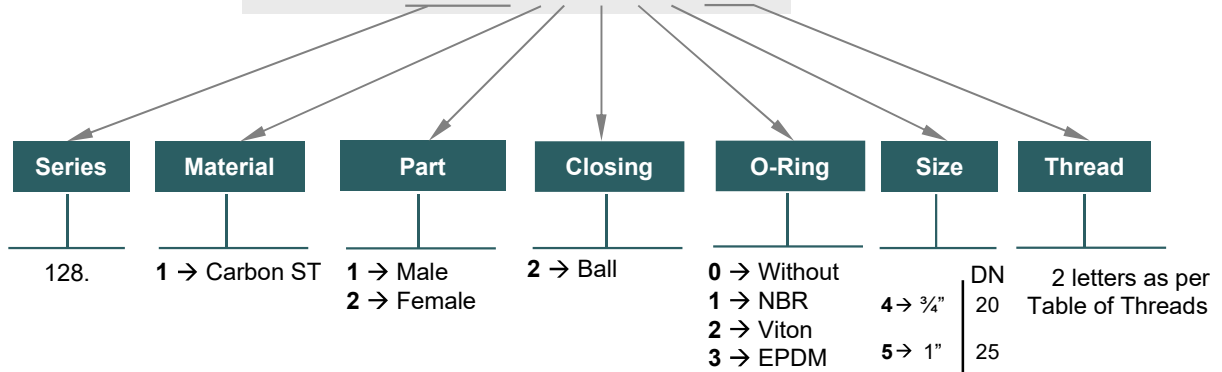 Series Material Part Closing O-Ring Size Thread
128.
1 → Carbon ST
1 → Male
2 → Female
2 → Ball
0 → Without
1 → NBR
2 → Viton
3 → EPDM
DN
4 → ¾” 20
5 → 1” 25
2 letters as per
Table of Threads